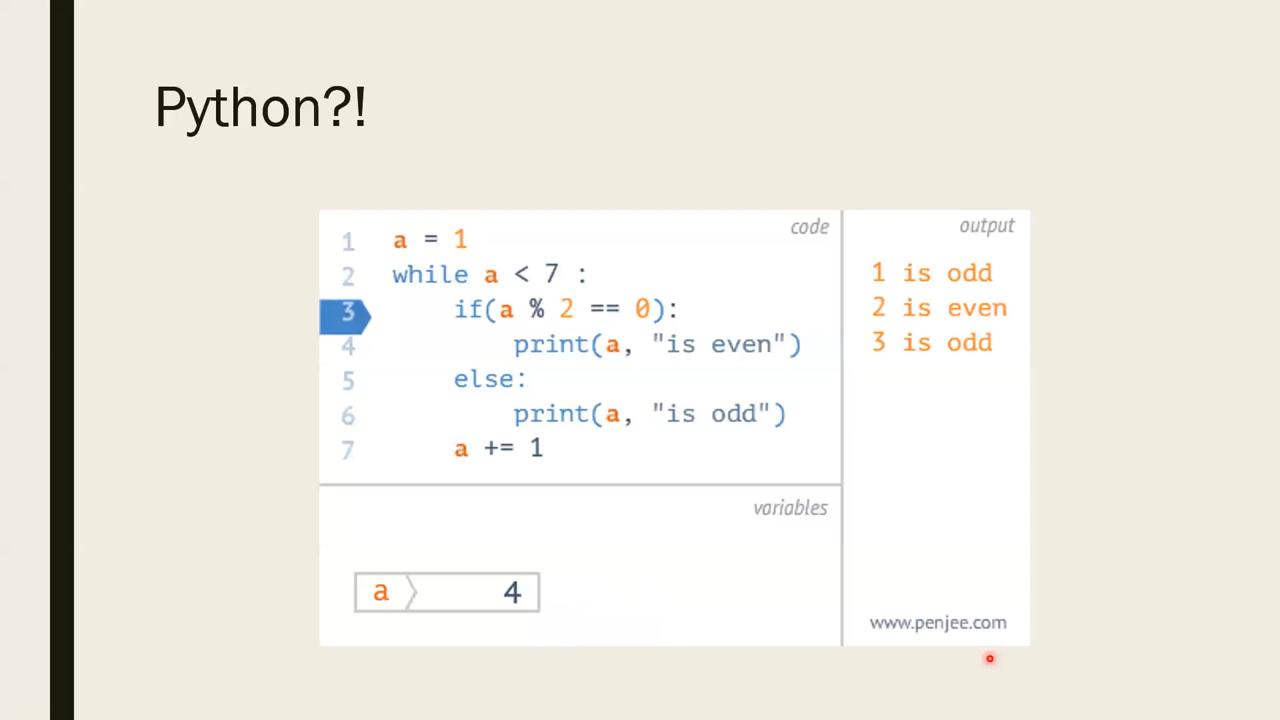 Python?!
code
1 a = 1
2 while a < 7 :
3 if(a % 2 == 0):
4 print(a, "is even")
5 else:
6 print(a, "is odd")
7 a += 1
variables
a 4
output
1 is odd
2 is even
3 is odd
www.penjee.com